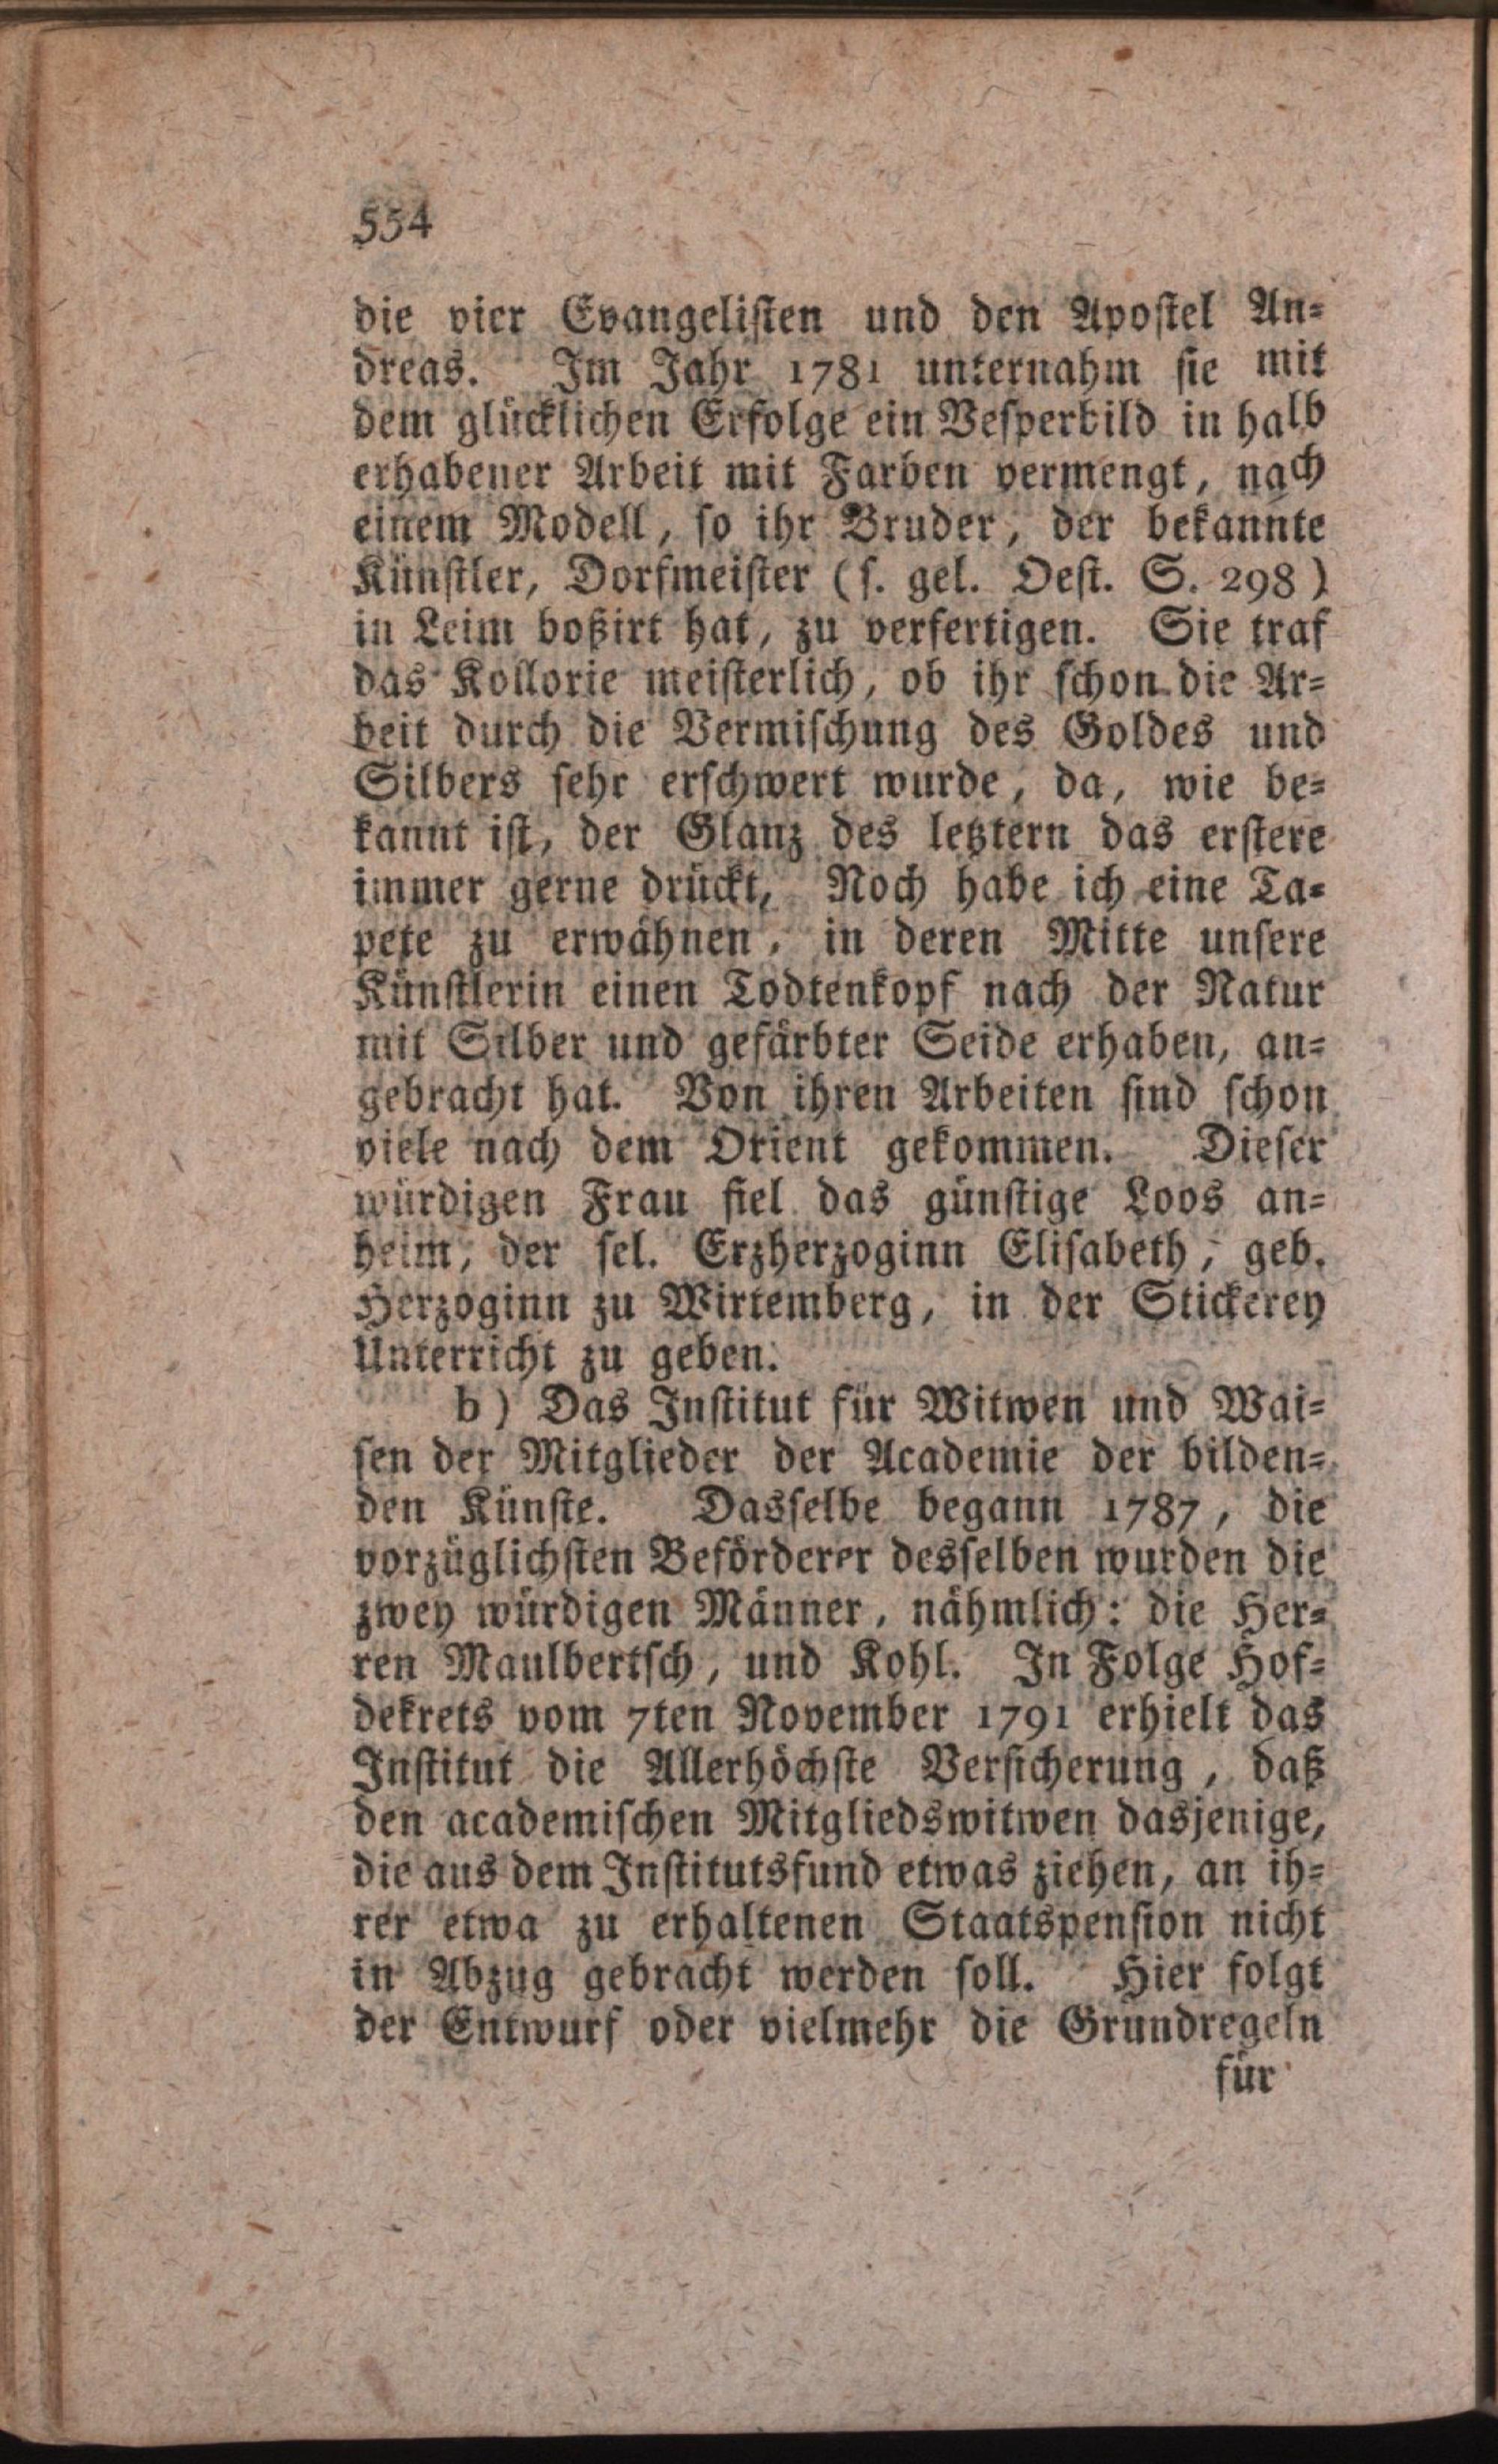 554
die vier Evangelisten und den Apostel An-
dreas. Im Jahr 1781 unternahm sie mit
dem glücklichen Erfolge ein Vesperbild in halb
erhabener Arbeit mit Farben vermengt, nach
einem Modell, so ihr Bruder, der bekannte
Künstler, Dorfmeister (s. gel. Oest. S. 298)
in Leim boßirt hat, zu verfertigen. Sie traf
das Kollorie meisterlich, ob ihr schon die Ar-
beit durch die Vermischung des Goldes und
Silbers sehr erschwert wurde, da, wie be-
kannt ist, der Glanz des letztern das erstere
immer gerne drückt, Noch habe ich eine Ta-
pete zu erwähnen, in deren Mitte unsere
Künstlerin einen Todtenkopf nach der Natur
mit Silber und gefärbter Seide erhaben, an-
gebracht hat. Von ihren Arbeiten sind schon
viele nach dem Orient gekommen. Dieser
würdigen Frau fiel das günstige Loos an-
heim, der sel. Erzherzoginn Elisabeth, geb.
Herzoginn zu Wirtemberg, in der Stickerey
Unterricht zu geben.
b) Das Institut für Witwen und Wai-
sen der Mitglieder der Academie der bilden-
den Künste. Dasselbe begann 1787, die
vorzüglichsten Beförderer desselben wurden die
zwey würdigen Männer, nähmlich: die Her-
ren Maulbertsch, und Kohl. In Folge Hof-
dekrets vom 7ten November 1791 erhielt das
Institut die Allerhöchste Versicherung, daß
den academischen Mitgliedswitwen dasjenige,
die aus dem Institutsfund etwas ziehen, an ih-
rer etwa zu erhaltenen Staatspension nicht
in Abzug gebracht werden soll. Hier folgt
der Entwurf oder vielmehr die Grundregeln
für